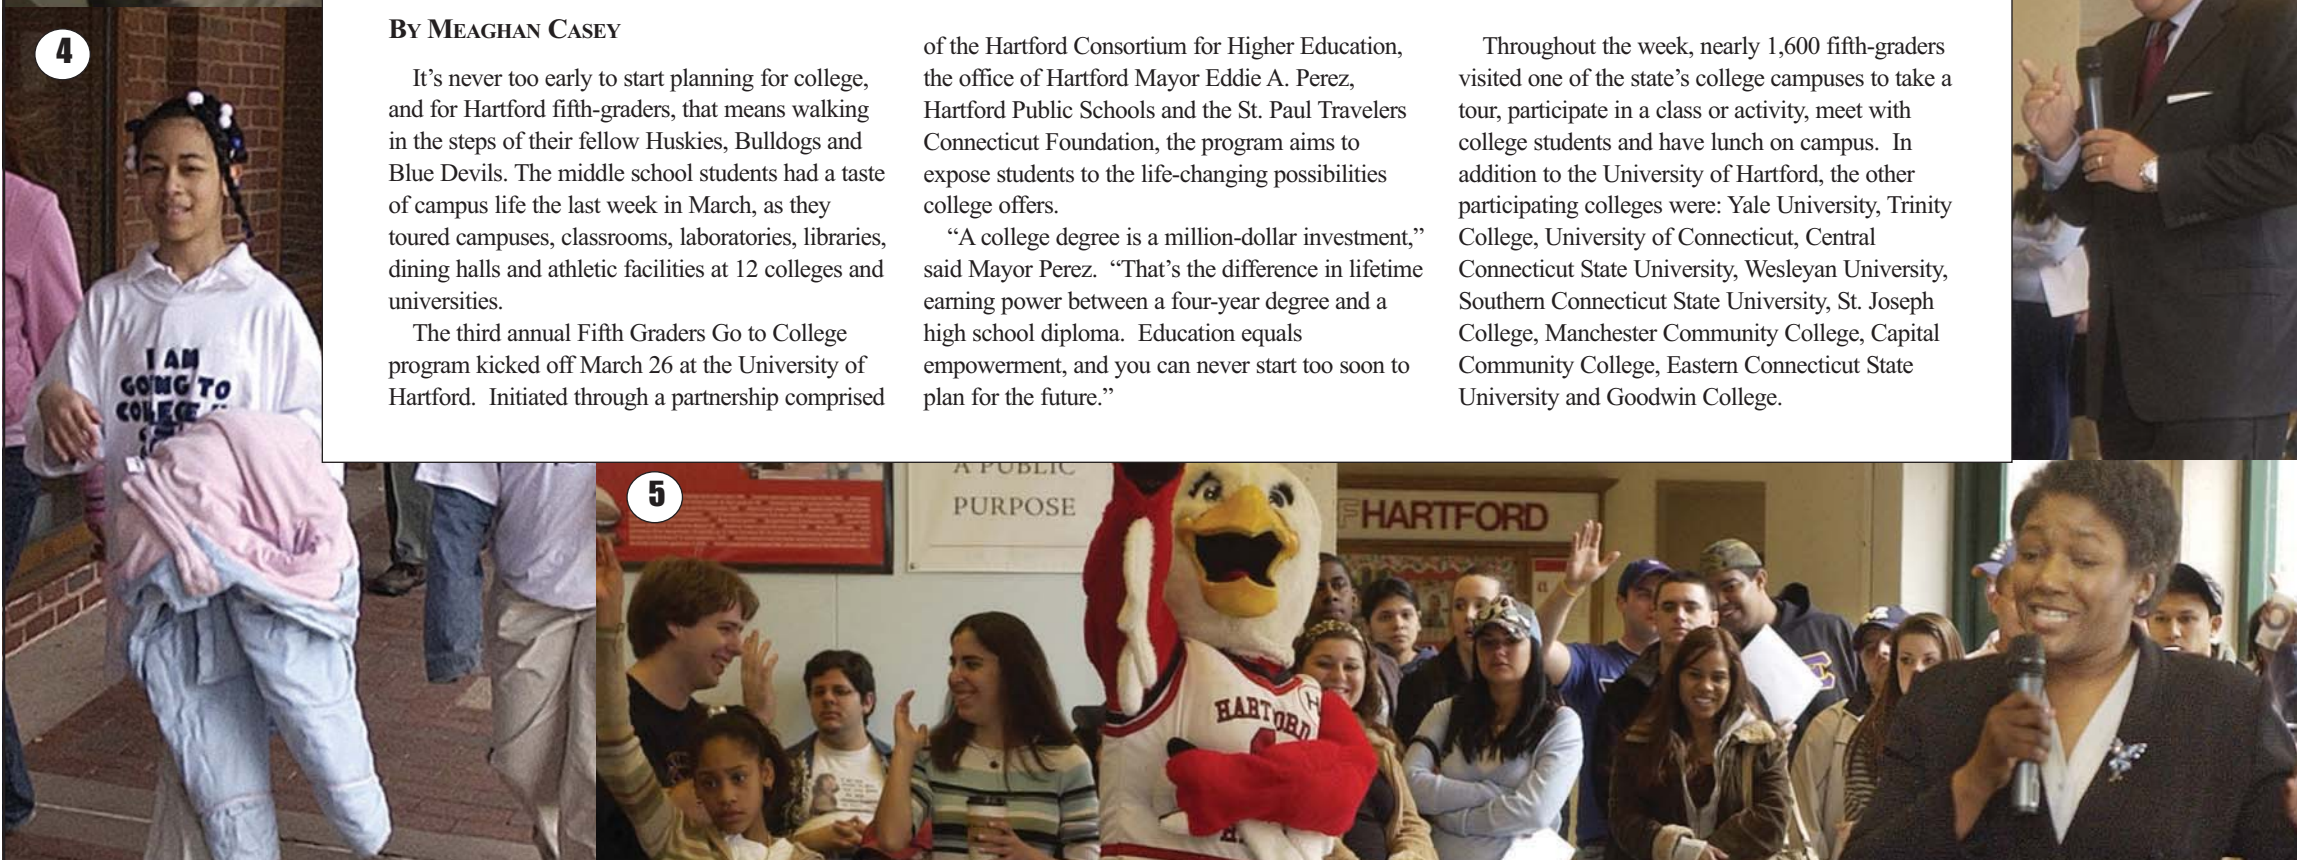 4
BY MEAGHAN CASEY
It’s never too early to start planning for college,
and for Hartford fifth-graders, that means walking
in the steps of their fellow Huskies, Bulldogs and
Blue Devils. The middle school students had a taste
of campus life the last week in March, as they
toured campuses, classrooms, laboratories, libraries,
dining halls and athletic facilities at 12 colleges and
universities.
The third annual Fifth Graders Go to College
program kicked off March 26 at the University of
Hartford.  Initiated through a partnership comprised
of the Hartford Consortium for Higher Education,
the office of Hartford Mayor Eddie A. Perez,
Hartford Public Schools and the St. Paul Travelers
Connecticut Foundation, the program aims to
expose students to the life-changing possibilities
college offers.
“A college degree is a million-dollar investment,”
said Mayor Perez.  “That’s the difference in lifetime
earning power between a four-year degree and a
high school diploma.  Education equals
empowerment, and you can never start too soon to
plan for the future.”
Throughout the week, nearly 1,600 fifth-graders
visited one of the state’s college campuses to take a
tour, participate in a class or activity, meet with
college students and have lunch on campus.  In
addition to the University of Hartford, the other
participating colleges were: Yale University, Trinity
College, University of Connecticut, Central
Connecticut State University, Wesleyan University,
Southern Connecticut State University, St. Joseph
College, Manchester Community College, Capital
Community College, Eastern Connecticut State
University and Goodwin College.
I AM
GOING TO
COLLEGE
5
A PUBLIC
PURPOSE
F HARTFORD
HARTFORD
H